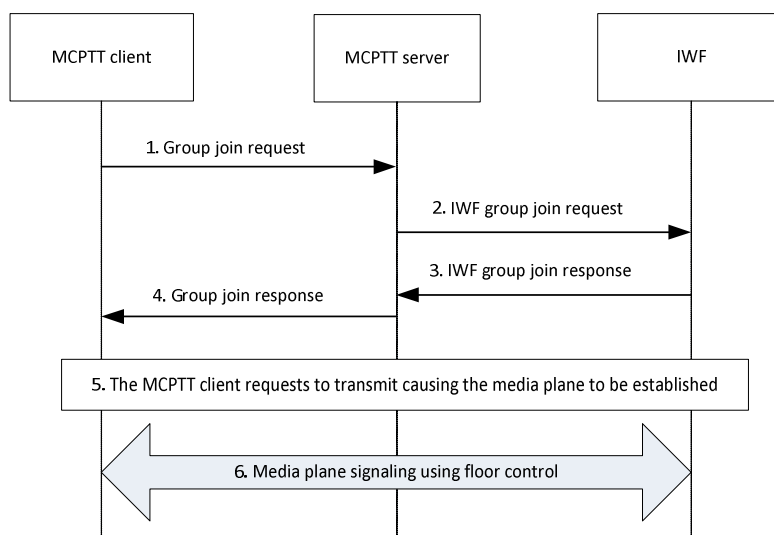 MCPTT client
MCPTT server
IWF
1. Group join request
2. IWF group join request
3. IWF group join response
4. Group join response
5. The MCPTT client requests to transmit causing the media plane to be established
6. Media plane signaling using floor control